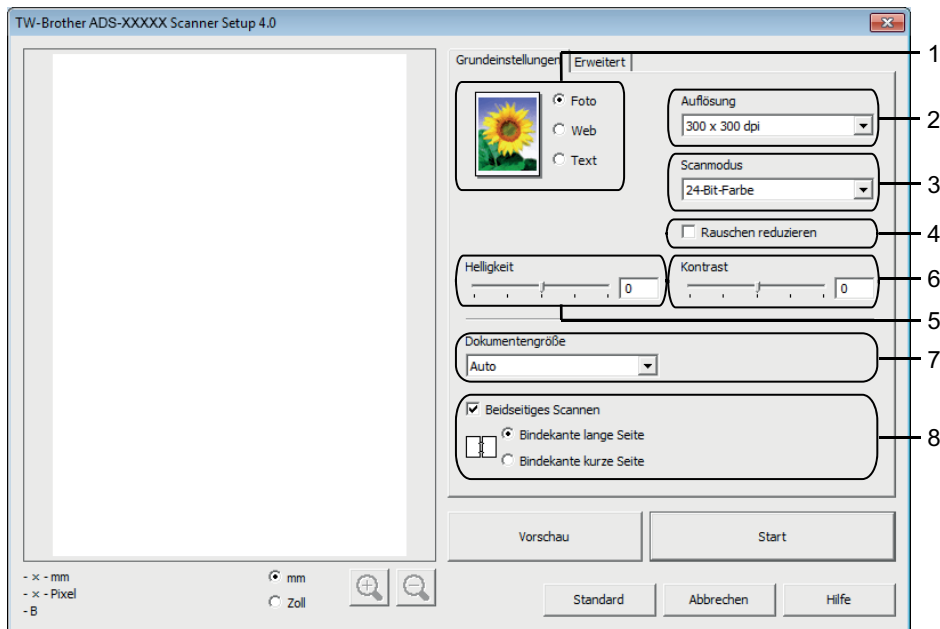 TW-Brother ADS-XXXXX Scanner Setup 4.0
Grundeinstellungen
Erweitert
1
Foto
Web
Text
Auflösung
300 x 300 dpi
2
Scanmodus
24-Bit-Farbe
3
Rauschen reduzieren
4
Helligkeit
0
Kontrast
0
6
5
Dokumentengröße
Auto
7
Beidseitiges Scannen
Bindekante lange Seite
Bindekante kurze Seite
8
Vorschau
Start
- × - mm
- × - Pixel
- B
mm
Zoll
Standard
Abbrechen
Hilfe